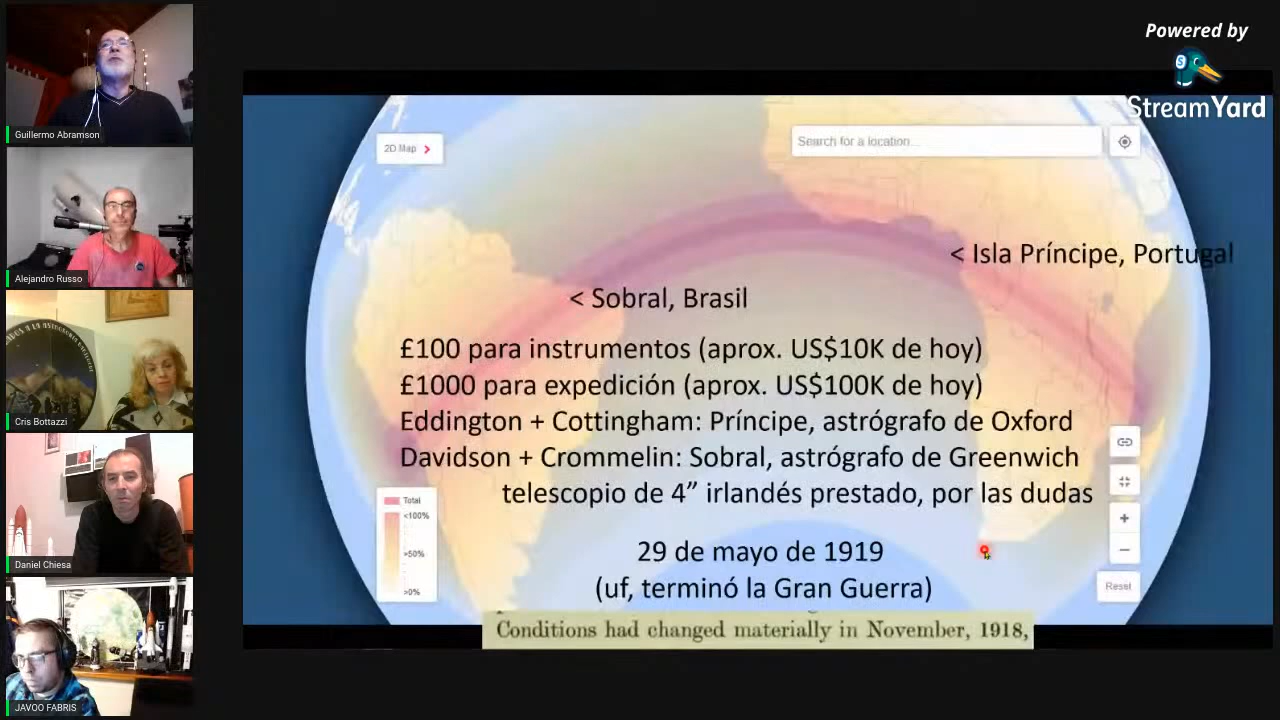 Powered by
StreamYard
2D Map
Search for a location...
< Isla Príncipe, Portugal
< Sobral, Brasil
£100 para instrumentos (aprox. US$10K de hoy)
£1000 para expedición (aprox. US$100K de hoy)
Eddington + Cottingham: Príncipe, astrógrafo de Oxford
Davidson + Crommelin: Sobral, astrógrafo de Greenwich
telescopio de 4” irlandés prestado, por las dudas
29 de mayo de 1919
(uf, terminó la Gran Guerra)
Conditions had changed materially in November, 1918,
Total
<100%
>50%
>0%
+
−
Reset
Guillermo Abramson
Alejandro Russo
Cris Bottazzi
Daniel Chiesa
JAVOO FABRIS